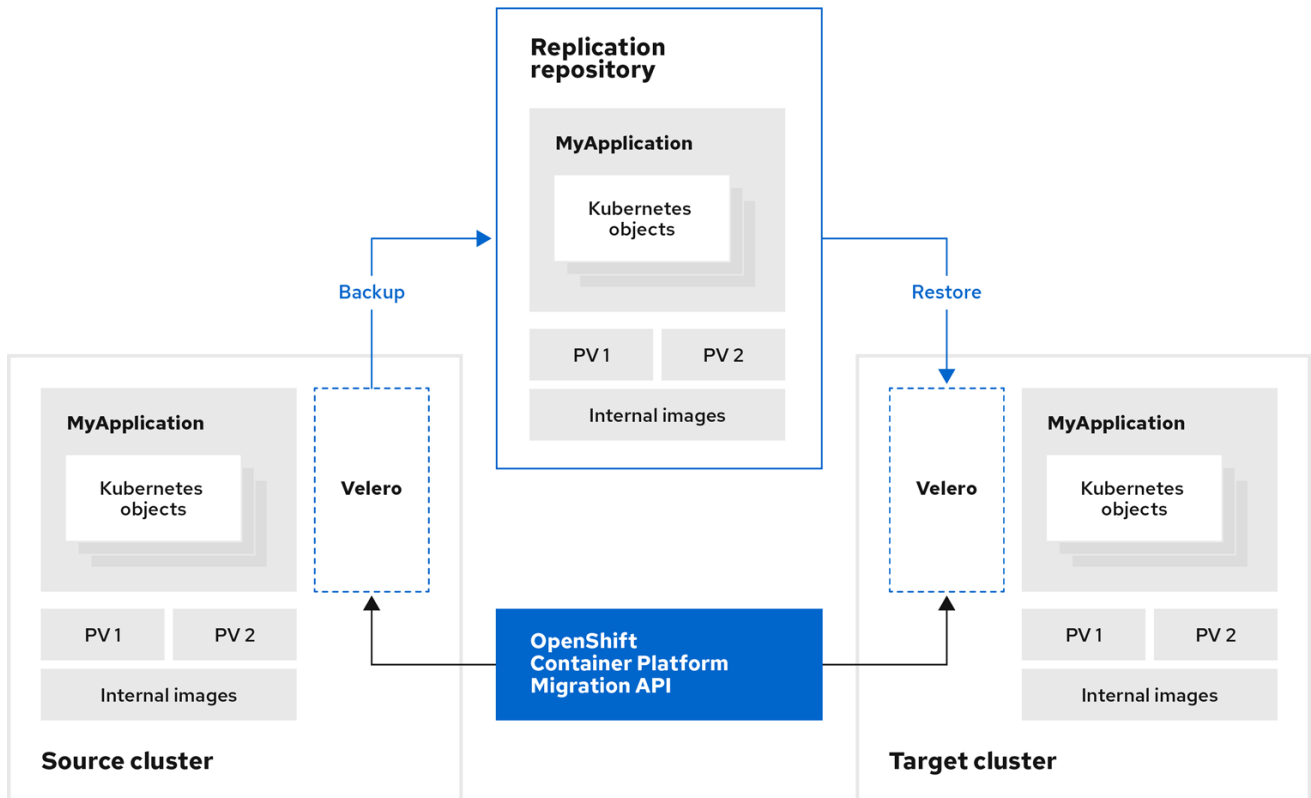 Replication
repository
MyApplication
Kubernetes
objects
PV 1
PV 2
Internal images
Backup
Restore
MyApplication
Kubernetes
objects
Velero
PV 1
PV 2
Internal images
Source cluster
OpenShift
Container Platform
Migration API
Velero
MyApplication
Kubernetes
objects
PV 1
PV 2
Internal images
Target cluster